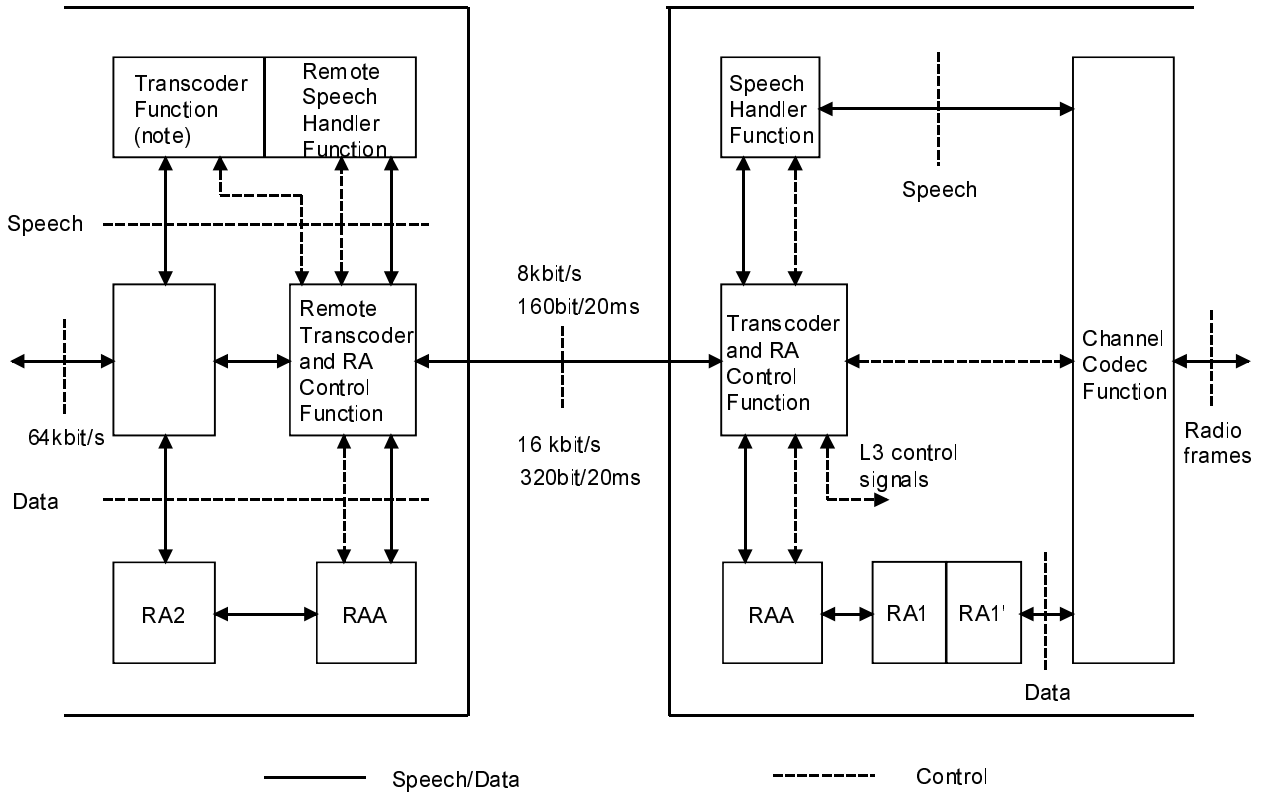 Transcoder
Function
(note)
Remote
Speech
Handler
Function
Speech
Handler
Function
Speech
Speech
8kbit/s
160bit/20ms
Remote
Transcoder
and RA
Control
Function
Transcoder
and RA
Control
Function
Channel
Codec
Function
64kbit/s
16 kbit/s
320bit/20ms
L3 control
signals
Radio
frames
Data
RA2
RAA
RAA
RA1
RA1'
Data
Speech/Data
Control